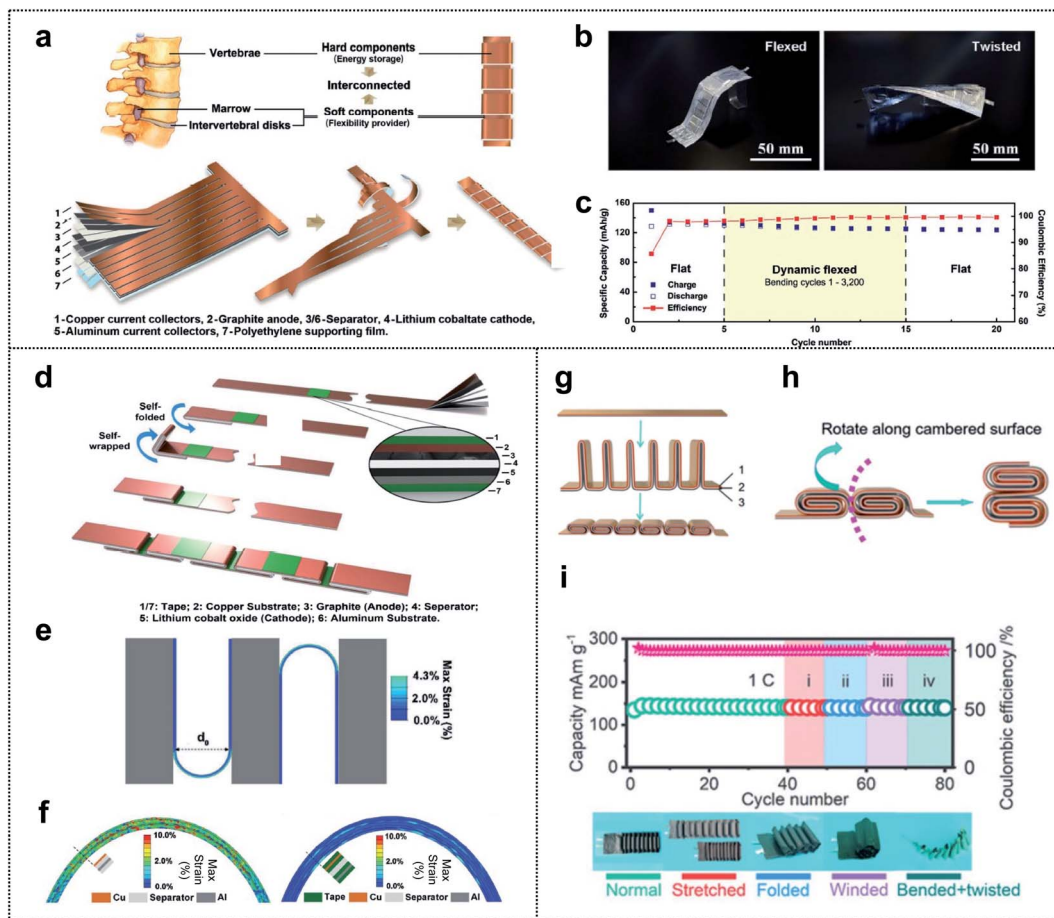 a
Vertebrae
Hard components
(Energy storage)
Interconnected
Marrow
Soft components
Intervertebral disks
(Flexibility provider)
1
2
3
4
5
6
7
1-Copper current collectors, 2-Graphite anode, 3/6-Separator, 4-Lithium cobaltate cathode,
5-Aluminum current collectors, 7-Polyethylene supporting film.
b
Flexed
50 mm
Twisted
50 mm
c
Specific Capacity (mAh/g)
160
120
80
40
0
Flat
Charge
Discharge
Efficiency
Dynamic flexed
Bending cycles 1 - 3,200
Flat
100
90
80
70
60
Coulombic Efficiency (%)
0
5
10
15
20
Cycle number
d
Self-
folded
Self-
wrapped
1
2
3
4
5
6
7
1/7: Tape; 2: Copper Substrate; 3: Graphite (Anode); 4: Seperator;
5: Lithium cobalt oxide (Cathode); 6: Aluminum Substrate.
e
d₀
4.3%
2.0%
0.0%
Max Strain (%)
f
10.0%
2.0%
0.0%
Max
Strain
(%)
Cu
Separator
Al
10.0%
2.0%
0.0%
Max
Strain
(%)
Tape
Cu
Separator
Al
g
1
2
3
h
Rotate along cambered surface
i
Capacity mAm g⁻¹
300
200
100
0
1 C
i
ii
iii
iv
100
50
0
Coulombic efficiency /%
0
20
40
60
80
Cycle number
Normal
Stretched
Folded
Winded
Bended+twisted